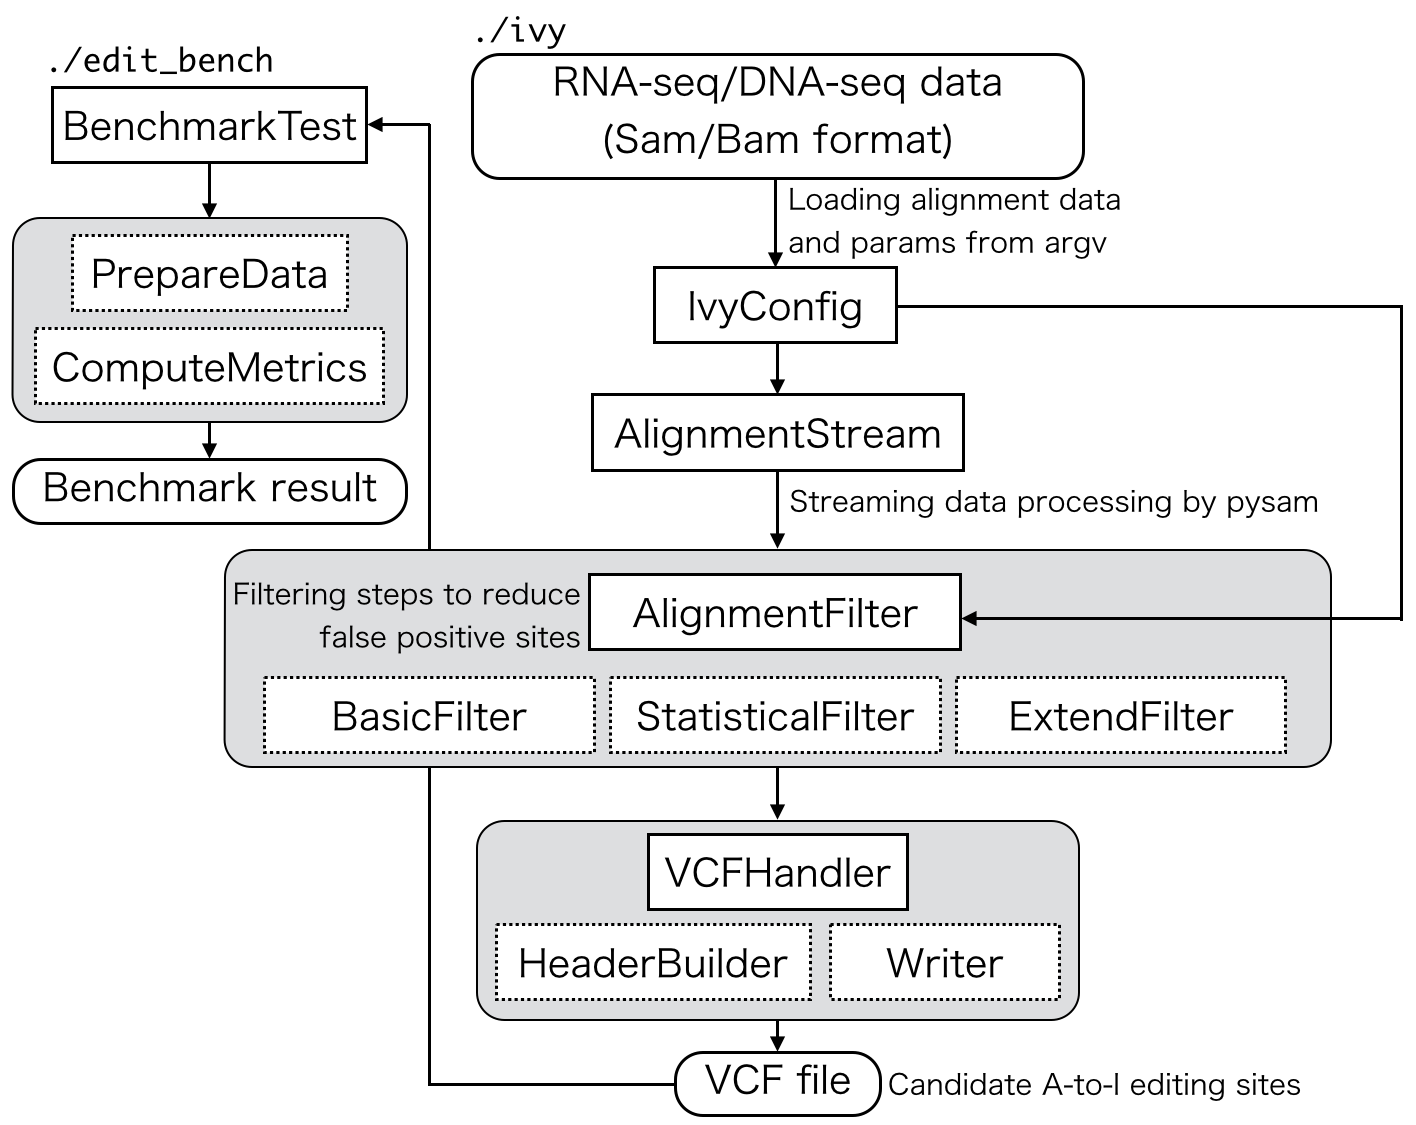 ./edit_bench
BenchmarkTest
PrepareData
ComputeMetrics
Benchmark result
./ivy
RNA-seq/DNA-seq data
(Sam/Bam format)
Loading alignment data
and params from argv
IvyConfig
AlignmentStream
Streaming data processing by pysam
Filtering steps to reduce
false positive sites
AlignmentFilter
BasicFilter
StatisticalFilter
ExtendFilter
VCFHandler
HeaderBuilder
Writer
VCF file
Candidate A-to-I editing sites